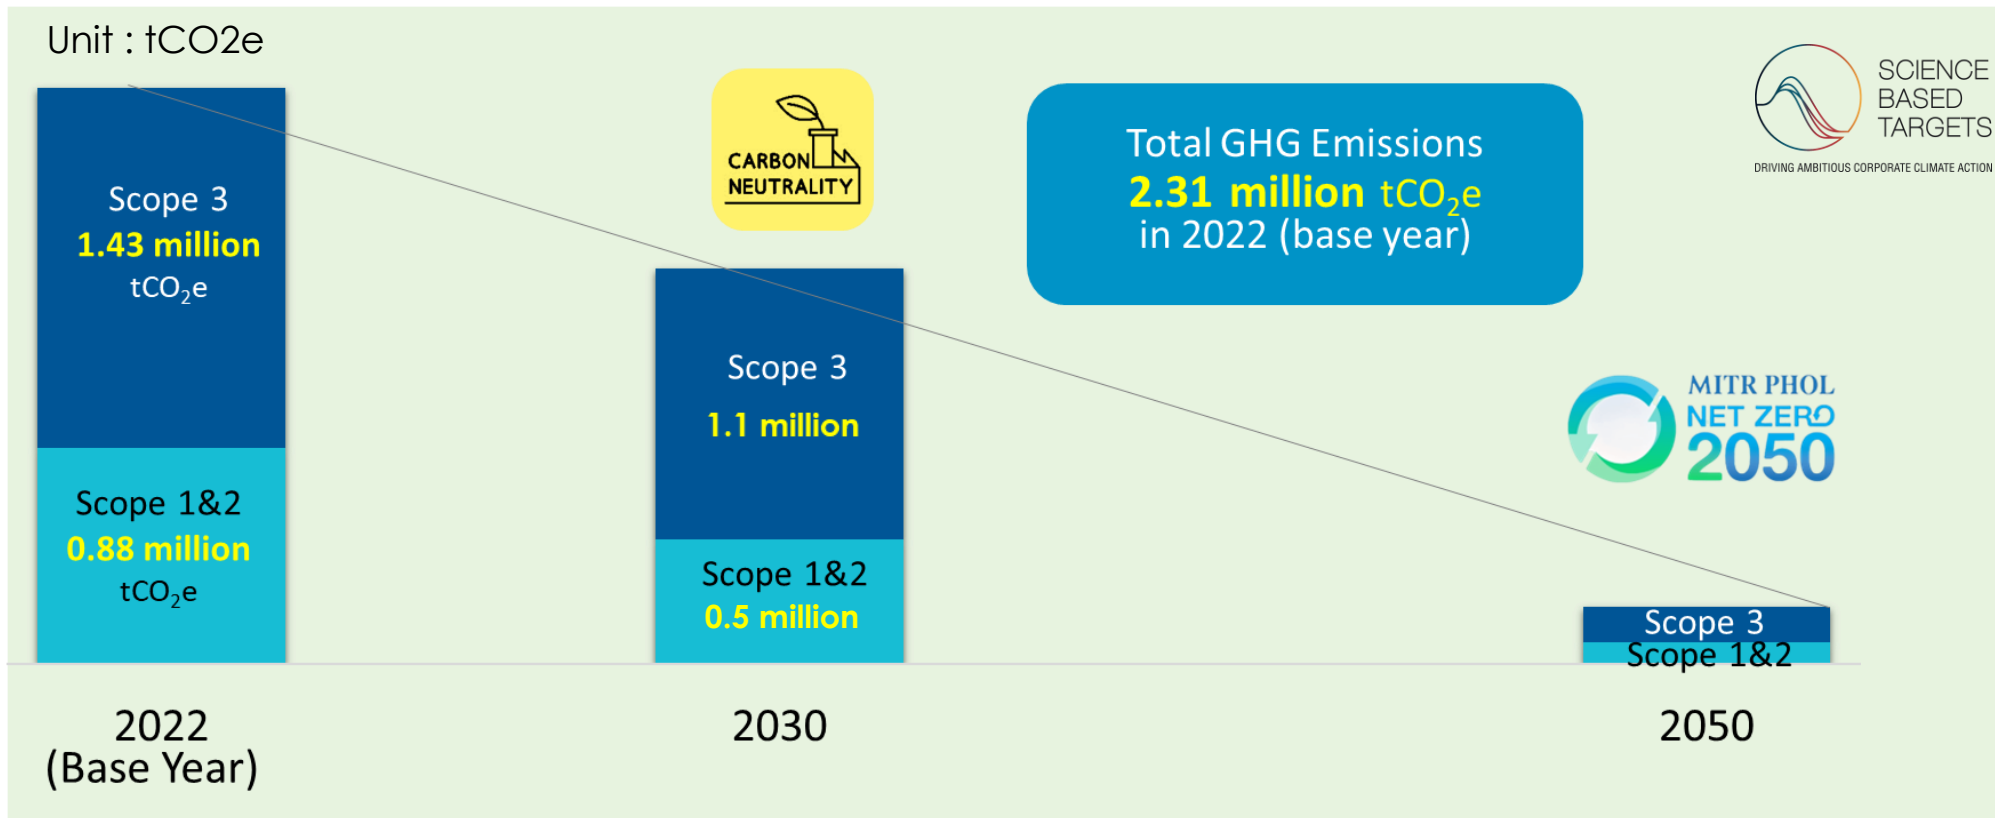 Unit : tCO2e
Scope 3
1.43 million
tCO₂e
Scope 1&2
0.88 million
tCO₂e
2022
(Base Year)
CARBON
NEUTRALITY
Scope 3
1.1 million
Scope 1&2
0.5 million
2030
Total GHG Emissions
2.31 million tCO₂e
in 2022 (base year)
SCIENCE
BASED
TARGETS
DRIVING AMBITIOUS CORPORATE CLIMATE ACTION
MITR PHOL
NET ZERO
2050
Scope 3
Scope 1&2
2050